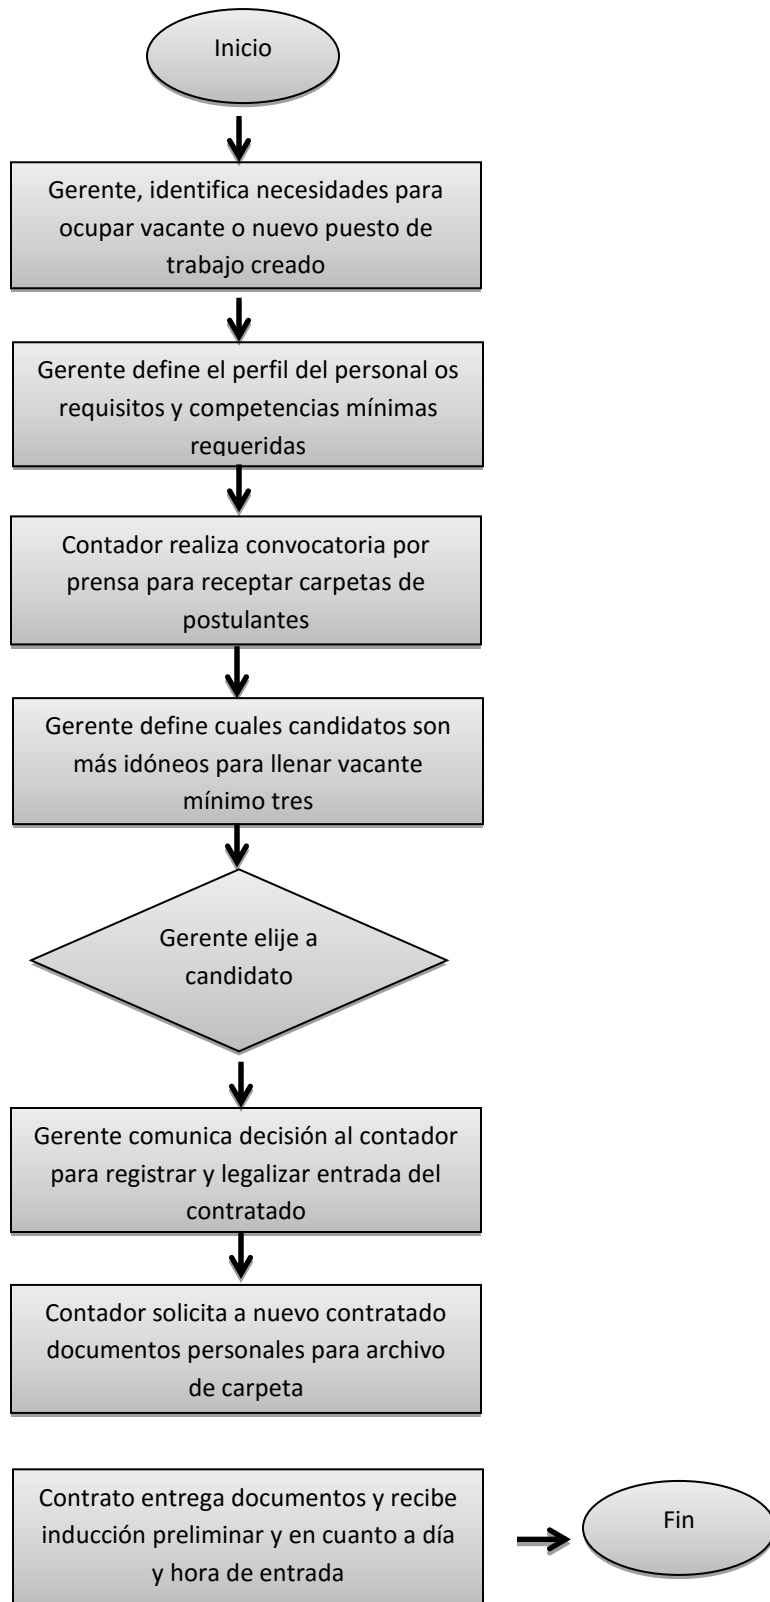 Inicio
Gerente, identifica necesidades para
ocupar vacante o nuevo puesto de
trabajo creado
Gerente define el perfil del personal os
requisitos y competencias mínimas
requeridas
Contador realiza convocatoria por
prensa para receptar carpetas de
postulantes
Gerente define cuales candidatos son
más idóneos para llenar vacante
mínimo tres
Gerente elije a
candidato
Gerente comunica decisión al contador
para registrar y legalizar entrada del
contratado
Contador solicita a nuevo contratado
documentos personales para archivo
de carpeta
Contrato entrega documentos y recibe
inducción preliminar y en cuanto a día
y hora de entrada
Fin